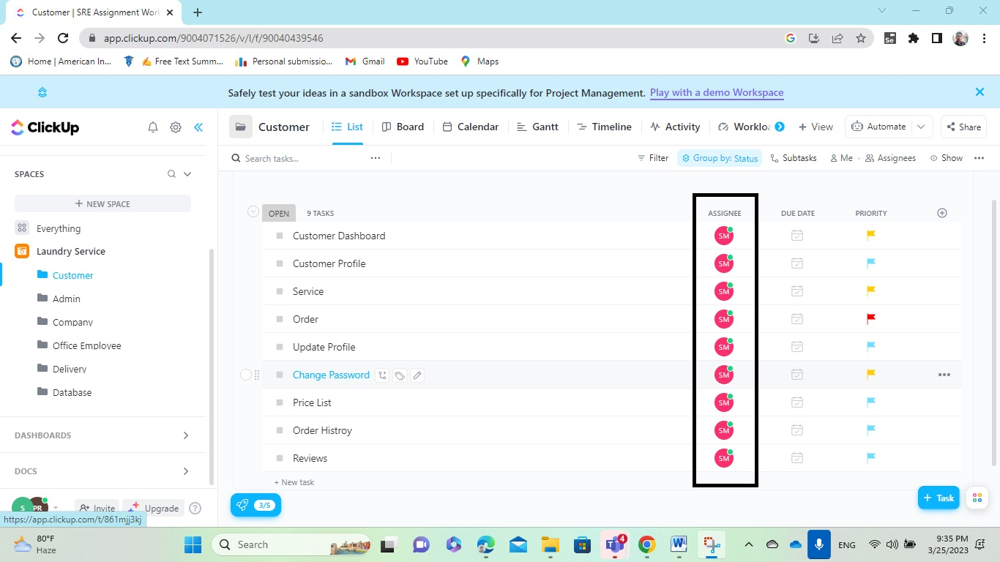 Customer | SRE Assignment Worl
app.clickup.com/9004071526/v/l/f/90040439546
Se
Home | American In...
Free Text Summ...
Personal submissio...
Gmail
YouTube
Maps
Safely test your ideas in a sandbox Workspace set up specifically for Project Management. Play with a demo Workspace
ClickUp
Customer
List
Board
Calendar
Gantt
Timeline
Activity
Workloa
+ View
Automate
Share
Search tasks...
Filter
Group by: Status
Subtasks
Me
Assignees
Show
SPACES
+ NEW SPACE
Everything
Laundry Service
Customer
Admin
Company
Office Employee
Delivery
Database
DASHBOARDS
DOCS
S
PR
Invite
Upgrade
?
https://app.clickup.com/t/861mjj3kj
OPEN 9 TASKS ASSIGNEE DUE DATE PRIORITY
Customer Dashboard SM
Customer Profile SM
Service SM
Order SM
Update Profile SM
Change Password SM
Price List SM
Order Histroy SM
Reviews SM
+ New task
3/5
+ Task
80°F
Haze
Search
4
ENG
9:35 PM
3/25/2023